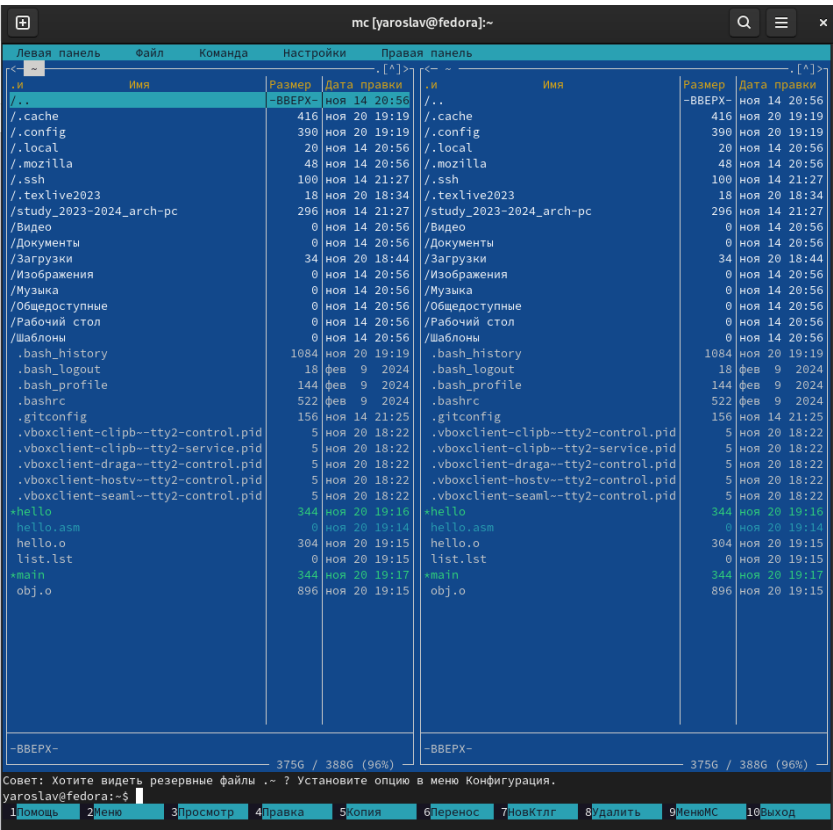 mc [yaroslav@fedora]:~
Левая панель Файл Команда Настройки Правая панель
<─ ~ .[^]>┐ <─ ~ .[^]>┐
.и Имя Размер Дата правки .и Имя Размер Дата правки
/.. -ВВЕРХ- ноя 14 20:56 /.. -ВВЕРХ- ноя 14 20:56
/.cache 416 ноя 20 19:19 /.cache 416 ноя 20 19:19
/.config 390 ноя 20 19:19 /.config 390 ноя 20 19:19
/.local 20 ноя 14 20:56 /.local 20 ноя 14 20:56
/.mozilla 48 ноя 14 20:56 /.mozilla 48 ноя 14 20:56
/.ssh 100 ноя 14 21:27 /.ssh 100 ноя 14 21:27
/.texlive2023 18 ноя 20 18:34 /.texlive2023 18 ноя 20 18:34
/study_2023-2024_arch-pc 296 ноя 14 21:27 /study_2023-2024_arch-pc 296 ноя 14 21:27
/Видео 0 ноя 14 20:56 /Видео 0 ноя 14 20:56
/Документы 0 ноя 14 20:56 /Документы 0 ноя 14 20:56
/Загрузки 34 ноя 20 18:44 /Загрузки 34 ноя 20 18:44
/Изображения 0 ноя 14 20:56 /Изображения 0 ноя 14 20:56
/Музыка 0 ноя 14 20:56 /Музыка 0 ноя 14 20:56
/Общедоступные 0 ноя 14 20:56 /Общедоступные 0 ноя 14 20:56
/Рабочий стол 0 ноя 14 20:56 /Рабочий стол 0 ноя 14 20:56
/Шаблоны 0 ноя 14 20:56 /Шаблоны 0 ноя 14 20:56
.bash_history 1084 ноя 20 19:19 .bash_history 1084 ноя 20 19:19
.bash_logout 18 фев 9 2024 .bash_logout 18 фев 9 2024
.bash_profile 144 фев 9 2024 .bash_profile 144 фев 9 2024
.bashrc 522 фев 9 2024 .bashrc 522 фев 9 2024
.gitconfig 156 ноя 14 21:25 .gitconfig 156 ноя 14 21:25
.vboxclient-clipb~-tty2-control.pid 5 ноя 20 18:22 .vboxclient-clipb~-tty2-control.pid 5 ноя 20 18:22
.vboxclient-clipb~-tty2-service.pid 5 ноя 20 18:22 .vboxclient-clipb~-tty2-service.pid 5 ноя 20 18:22
.vboxclient-draga~-tty2-control.pid 5 ноя 20 18:22 .vboxclient-draga~-tty2-control.pid 5 ноя 20 18:22
.vboxclient-hostv~-tty2-control.pid 5 ноя 20 18:22 .vboxclient-hostv~-tty2-control.pid 5 ноя 20 18:22
.vboxclient-seaml~-tty2-control.pid 5 ноя 20 18:22 .vboxclient-seaml~-tty2-control.pid 5 ноя 20 18:22
*hello 344 ноя 20 19:16 *hello 344 ноя 20 19:16
hello.asm 0 ноя 20 19:14 hello.asm 0 ноя 20 19:14
hello.o 304 ноя 20 19:15 hello.o 304 ноя 20 19:15
list.lst 0 ноя 20 19:15 list.lst 0 ноя 20 19:15
*main 344 ноя 20 19:17 *main 344 ноя 20 19:17
obj.o 896 ноя 20 19:15 obj.o 896 ноя 20 19:15
-ВВЕРХ- -ВВЕРХ-
375G / 388G (96%) 375G / 388G (96%)
Совет: Хотите видеть резервные файлы .~ ? Установите опцию в меню Конфигурация.
yaroslav@fedora:~$
1Помощь 2Меню 3Просмотр 4Правка 5Копия 6Перенос 7НовКтлг 8Удалить 9МенюMC 10Выход